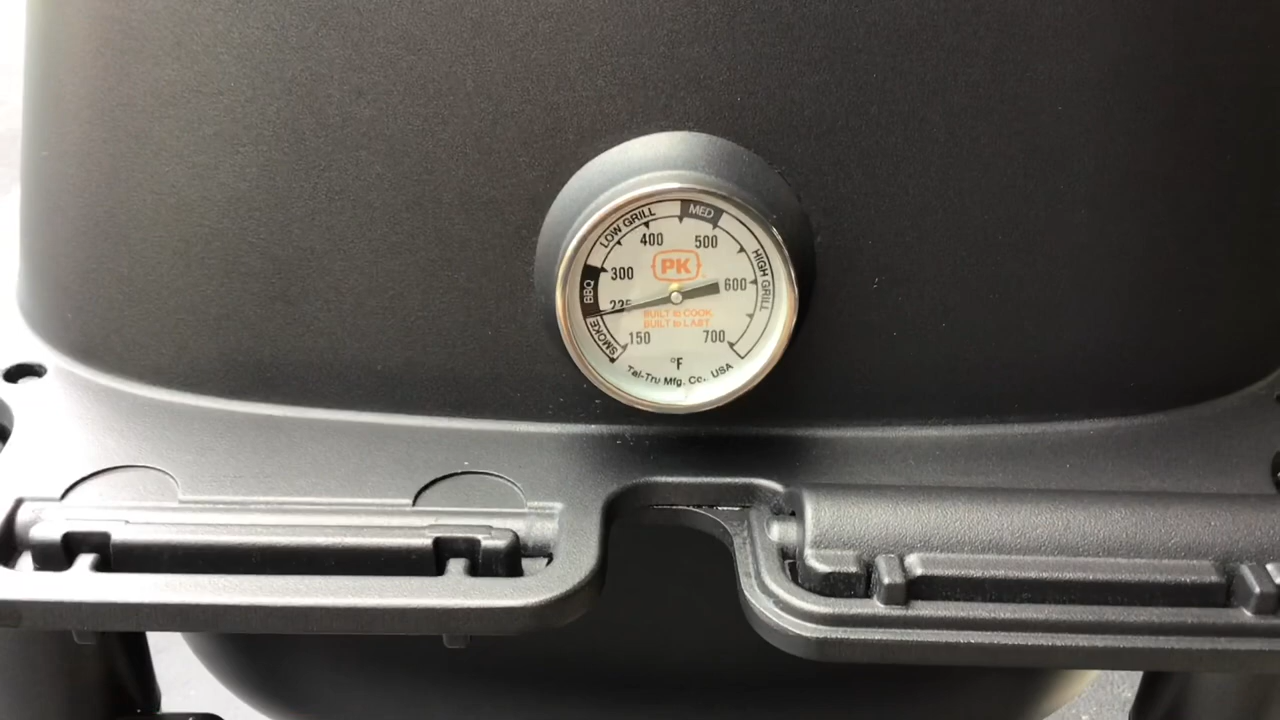 MED
LOW GRILL
HIGH GRILL
400 500
PK
300
600
BBQ
225
BUILT to COOK,
BUILT to LAST
SMOKE
150 700
°F
Tel-Tru Mfg. Co., USA